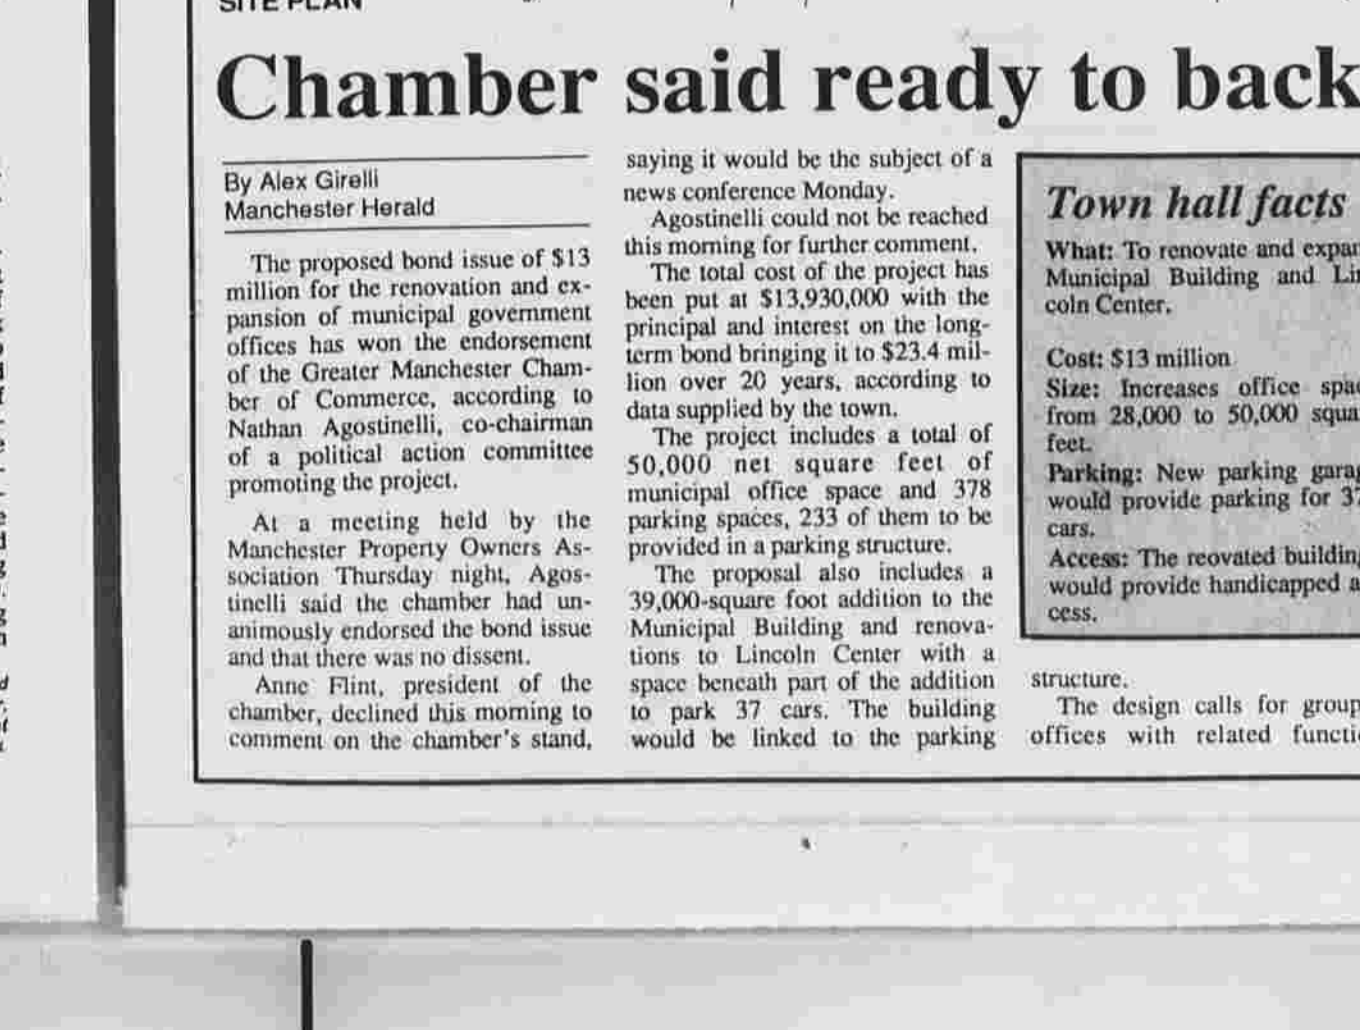 SITE PLAN
Chamber said ready to back
By Alex Girelli
Manchester Herald
The proposed bond issue of $13
million for the renovation and ex-
pansion of municipal government
offices has won the endorsement
of the Greater Manchester Cham-
ber of Commerce, according to
Nathan Agostinelli, co-chairman
of a political action committee
promoting the project.
At a meeting held by the
Manchester Property Owners As-
sociation Thursday night, Agos-
tinelli said the chamber had un-
animously endorsed the bond issue
and that there was no dissent.
Anne Flint, president of the
chamber, declined this morning to
comment on the chamber's stand,
saying it would be the subject of a
news conference Monday.
Agostinelli could not be reached
this morning for further comment.
The total cost of the project has
been put at $13,930,000 with the
principal and interest on the long-
term bond bringing it to $23.4 mil-
lion over 20 years, according to
data supplied by the town.
The project includes a total of
50,000 net square feet of
municipal office space and 378
parking spaces, 233 of them to be
provided in a parking structure.
The proposal also includes a
39,000-square foot addition to the
Municipal Building and renova-
tions to Lincoln Center with a
space beneath part of the addition
to park 37 cars. The building
would be linked to the parking
Town hall facts
What: To renovate and expan
Municipal Building and Lin
coln Center.
Cost: $13 million
Size: Increases office spac
from 28,000 to 50,000 squa
feet.
Parking: New parking garag
would provide parking for 37
cars.
Access: The reovated building
would provide handicapped a
cess.
structure.
The design calls for group
offices with related functi